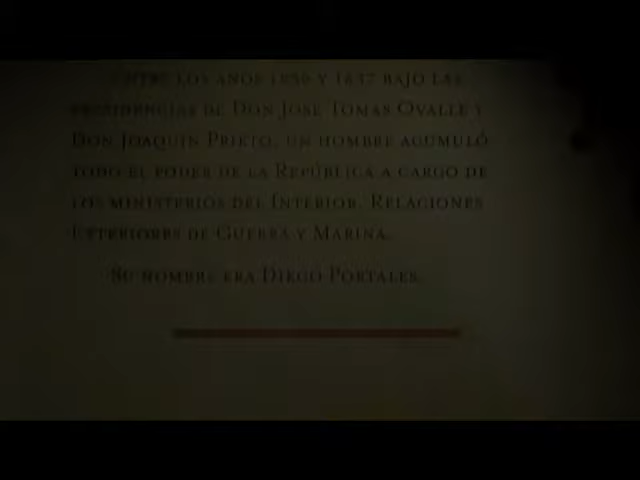 ENTRE LOS AÑOS 1830 Y 1837 BAJO LAS
PRESIDENCIAS DE DON JOSÉ TOMÁS OVALLE Y
DON JOAQUÍN PRIETO, UN HOMBRE ACUMULÓ
TODO EL PODER DE LA REPÚBLICA A CARGO DE
LOS MINISTERIOS DEL INTERIOR, RELACIONES
EXTERIORES DE GUERRA Y MARINA.
SU NOMBRE ERA DIEGO PORTALES.